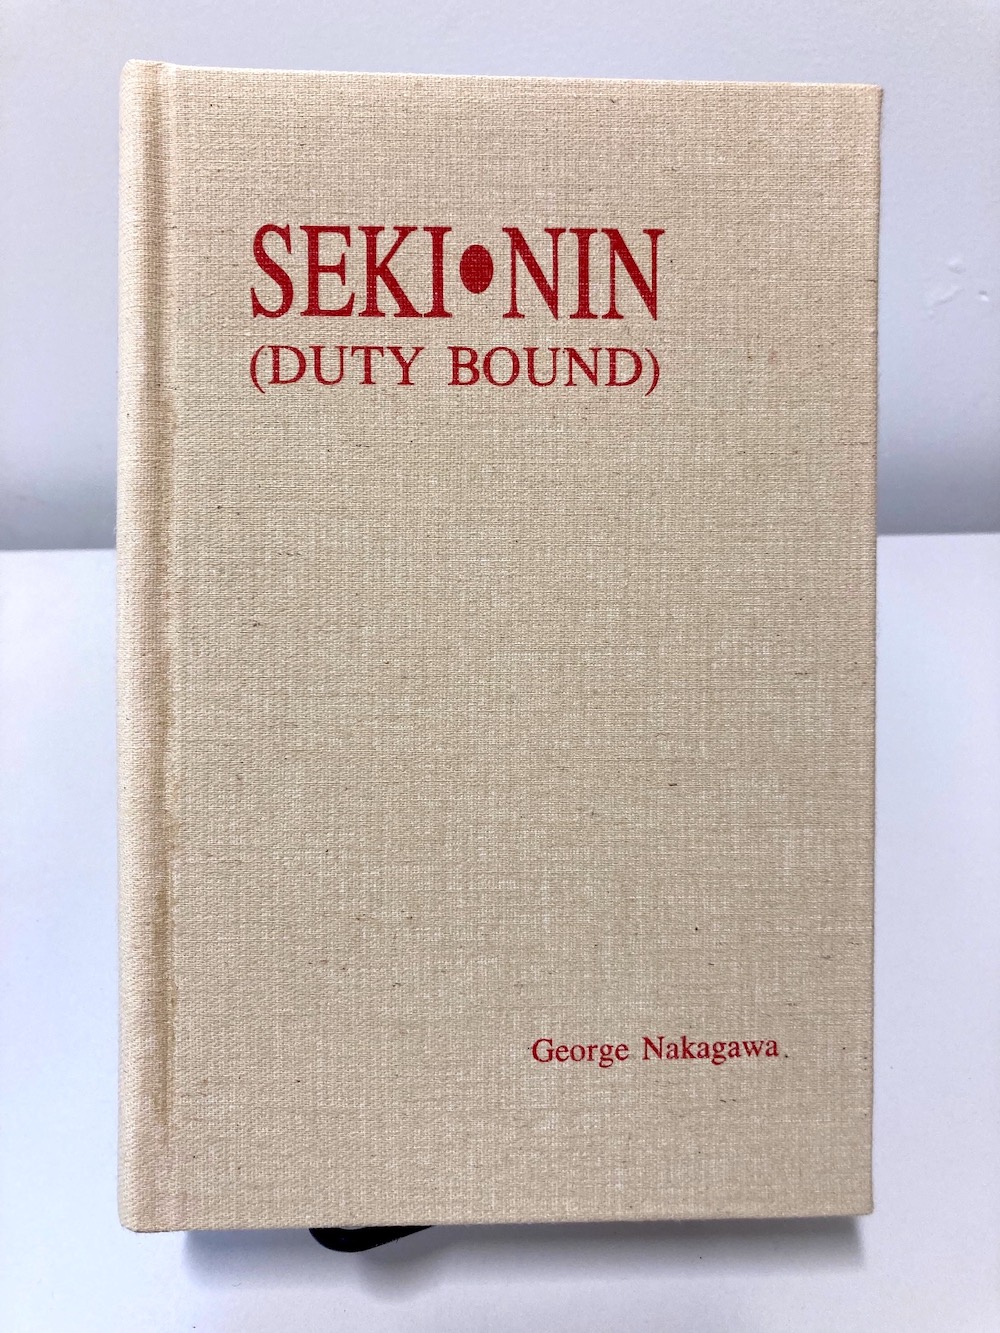 SEKI•NIN
(DUTY BOUND)
George Nakagawa